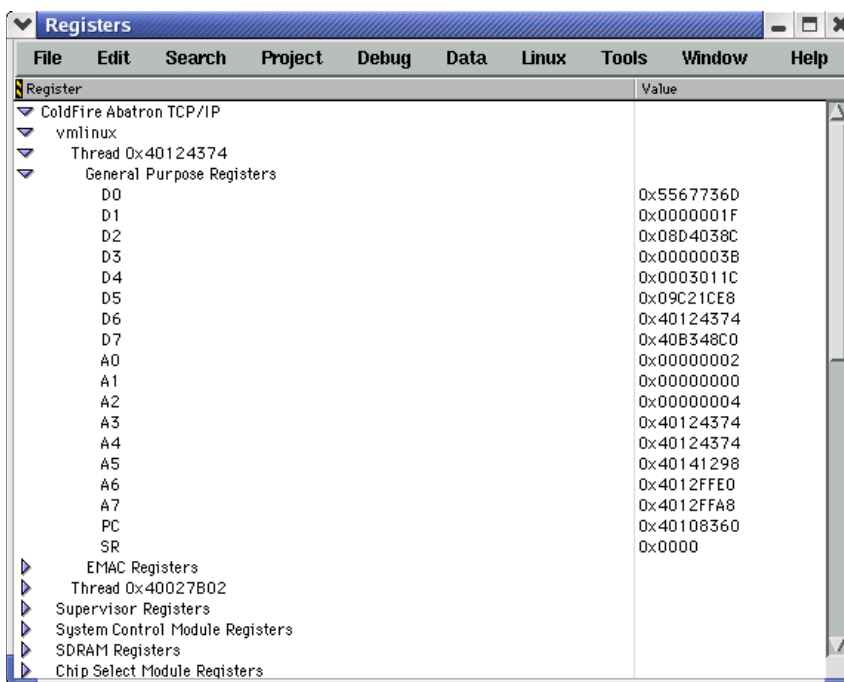 Registers
File Edit Search Project Debug Data Linux Tools Window Help
Register Value
ColdFire Abatron TCP/IP
vmlinux
Thread 0x40124374
General Purpose Registers
D0 0x5567736D
D1 0x0000001F
D2 0x08D4038C
D3 0x0000003B
D4 0x0003011C
D5 0x09C21CE8
D6 0x40124374
D7 0x40B348C0
A0 0x00000002
A1 0x00000000
A2 0x00000004
A3 0x40124374
A4 0x40124374
A5 0x40141298
A6 0x4012FFE0
A7 0x4012FFA8
PC 0x40108360
SR 0x0000
EMAC Registers
Thread 0x40027B02
Supervisor Registers
System Control Module Registers
SDRAM Registers
Chip Select Module Registers